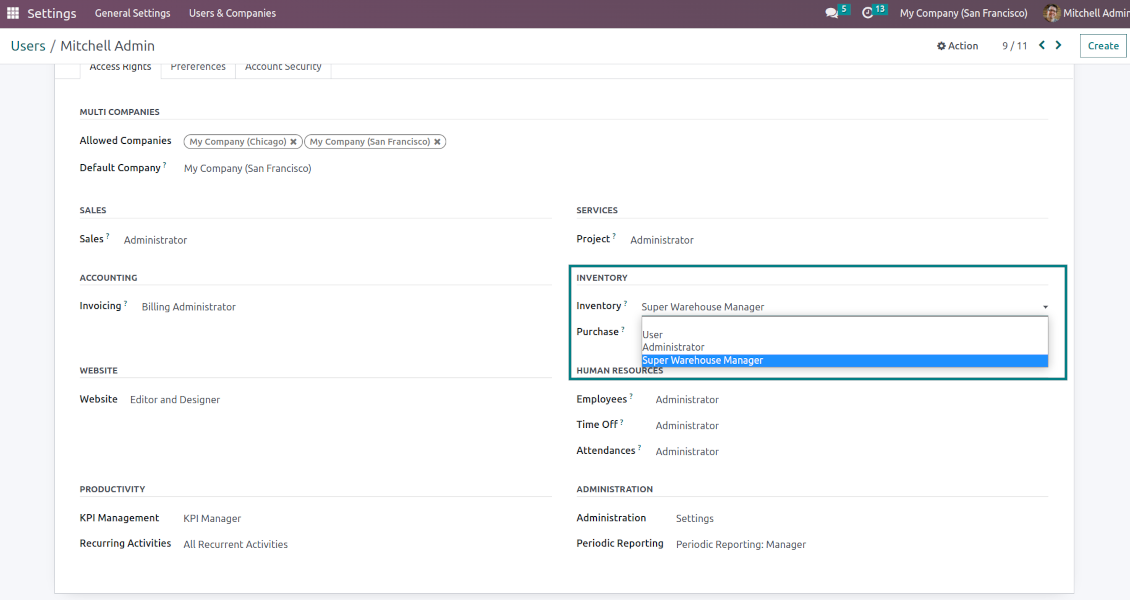 Settings General Settings Users & Companies 5 13 My Company (San Francisco) Mitchell Admin
Users / Mitchell Admin Action 9 / 11 Create
Access Rights Preferences Account Security
MULTI COMPANIES
Allowed Companies My Company (Chicago) ✖ My Company (San Francisco) ✖
Default Company ? My Company (San Francisco)
SALES SERVICES
Sales ? Administrator Project ? Administrator
ACCOUNTING INVENTORY
Invoicing ? Billing Administrator Inventory ? Super Warehouse Manager
Purchase ?
User
Administrator
Super Warehouse Manager
WEBSITE HUMAN RESOURCES
Website Editor and Designer Employees ? Administrator
Time Off ? Administrator
Attendances ? Administrator
PRODUCTIVITY ADMINISTRATION
KPI Management KPI Manager Administration Settings
Recurring Activities All Recurrent Activities Periodic Reporting Periodic Reporting: Manager